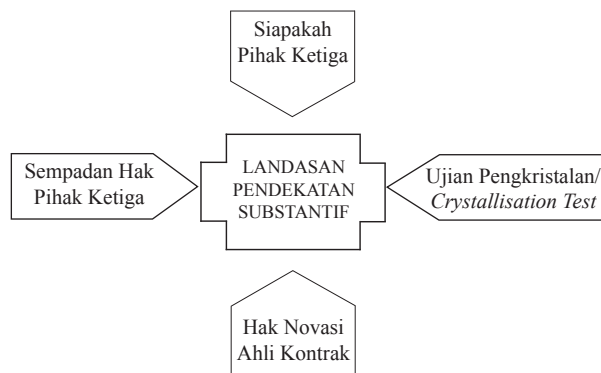 Siapakah
Pihak Ketiga
Sempadan Hak
Pihak Ketiga
LANDASAN
PENDEKATAN
SUBSTANTIF
Ujian Pengkristalan/
Crystallisation Test
Hak Novasi
Ahli Kontrak